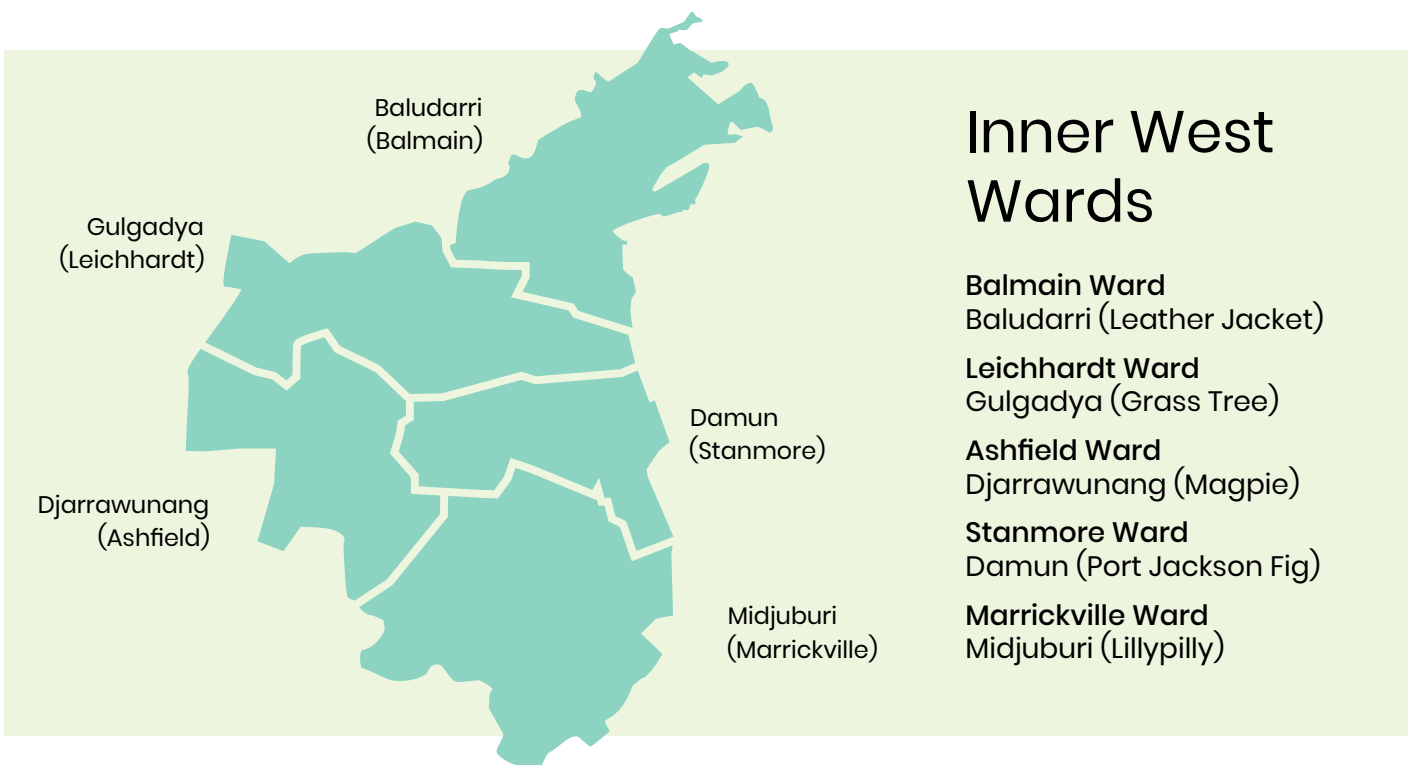 Baludarri
(Balmain)
Gulgadya
(Leichhardt)
Damun
(Stanmore)
Djarrawunang
(Ashfield)
Midjuburi
(Marrickville)
Inner West
Wards
Balmain Ward
Baludarri (Leather Jacket)
Leichhardt Ward
Gulgadya (Grass Tree)
Ashfield Ward
Djarrawunang (Magpie)
Stanmore Ward
Damun (Port Jackson Fig)
Marrickville Ward
Midjuburi (Lillypilly)